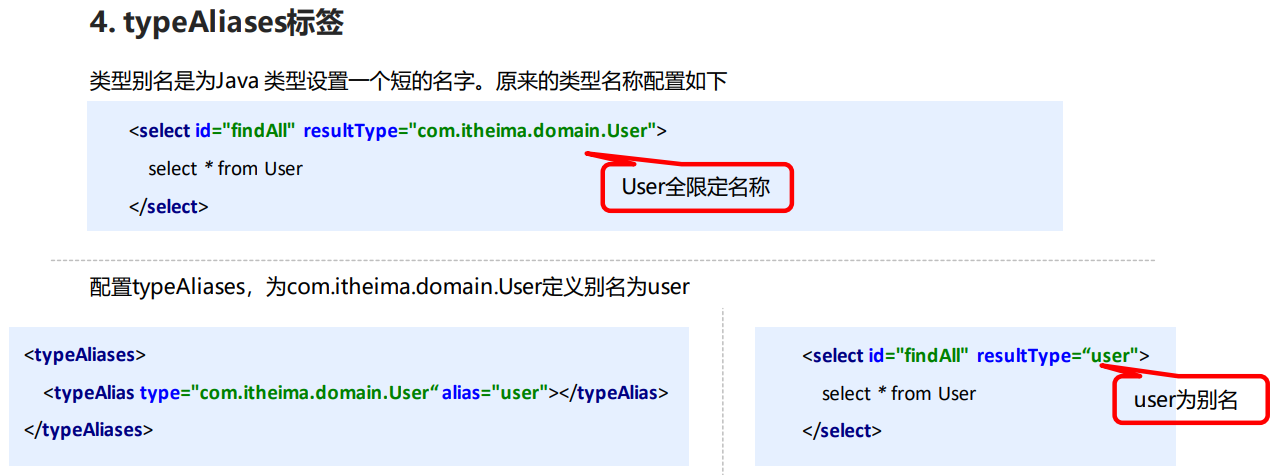 4. typeAliases标签
类型别名是为Java 类型设置一个短的名字。原来的类型名称配置如下
<select id="findAll" resultType="com.itheima.domain.User">
select * from User
User全限定名称
</select>
配置typeAliases，为com.itheima.domain.User定义别名为user
<typeAliases>
<typeAlias type="com.itheima.domain.User“ alias="user"></typeAlias>
</typeAliases>
<select id="findAll" resultType=“user">
select * from User
user为别名
</select>